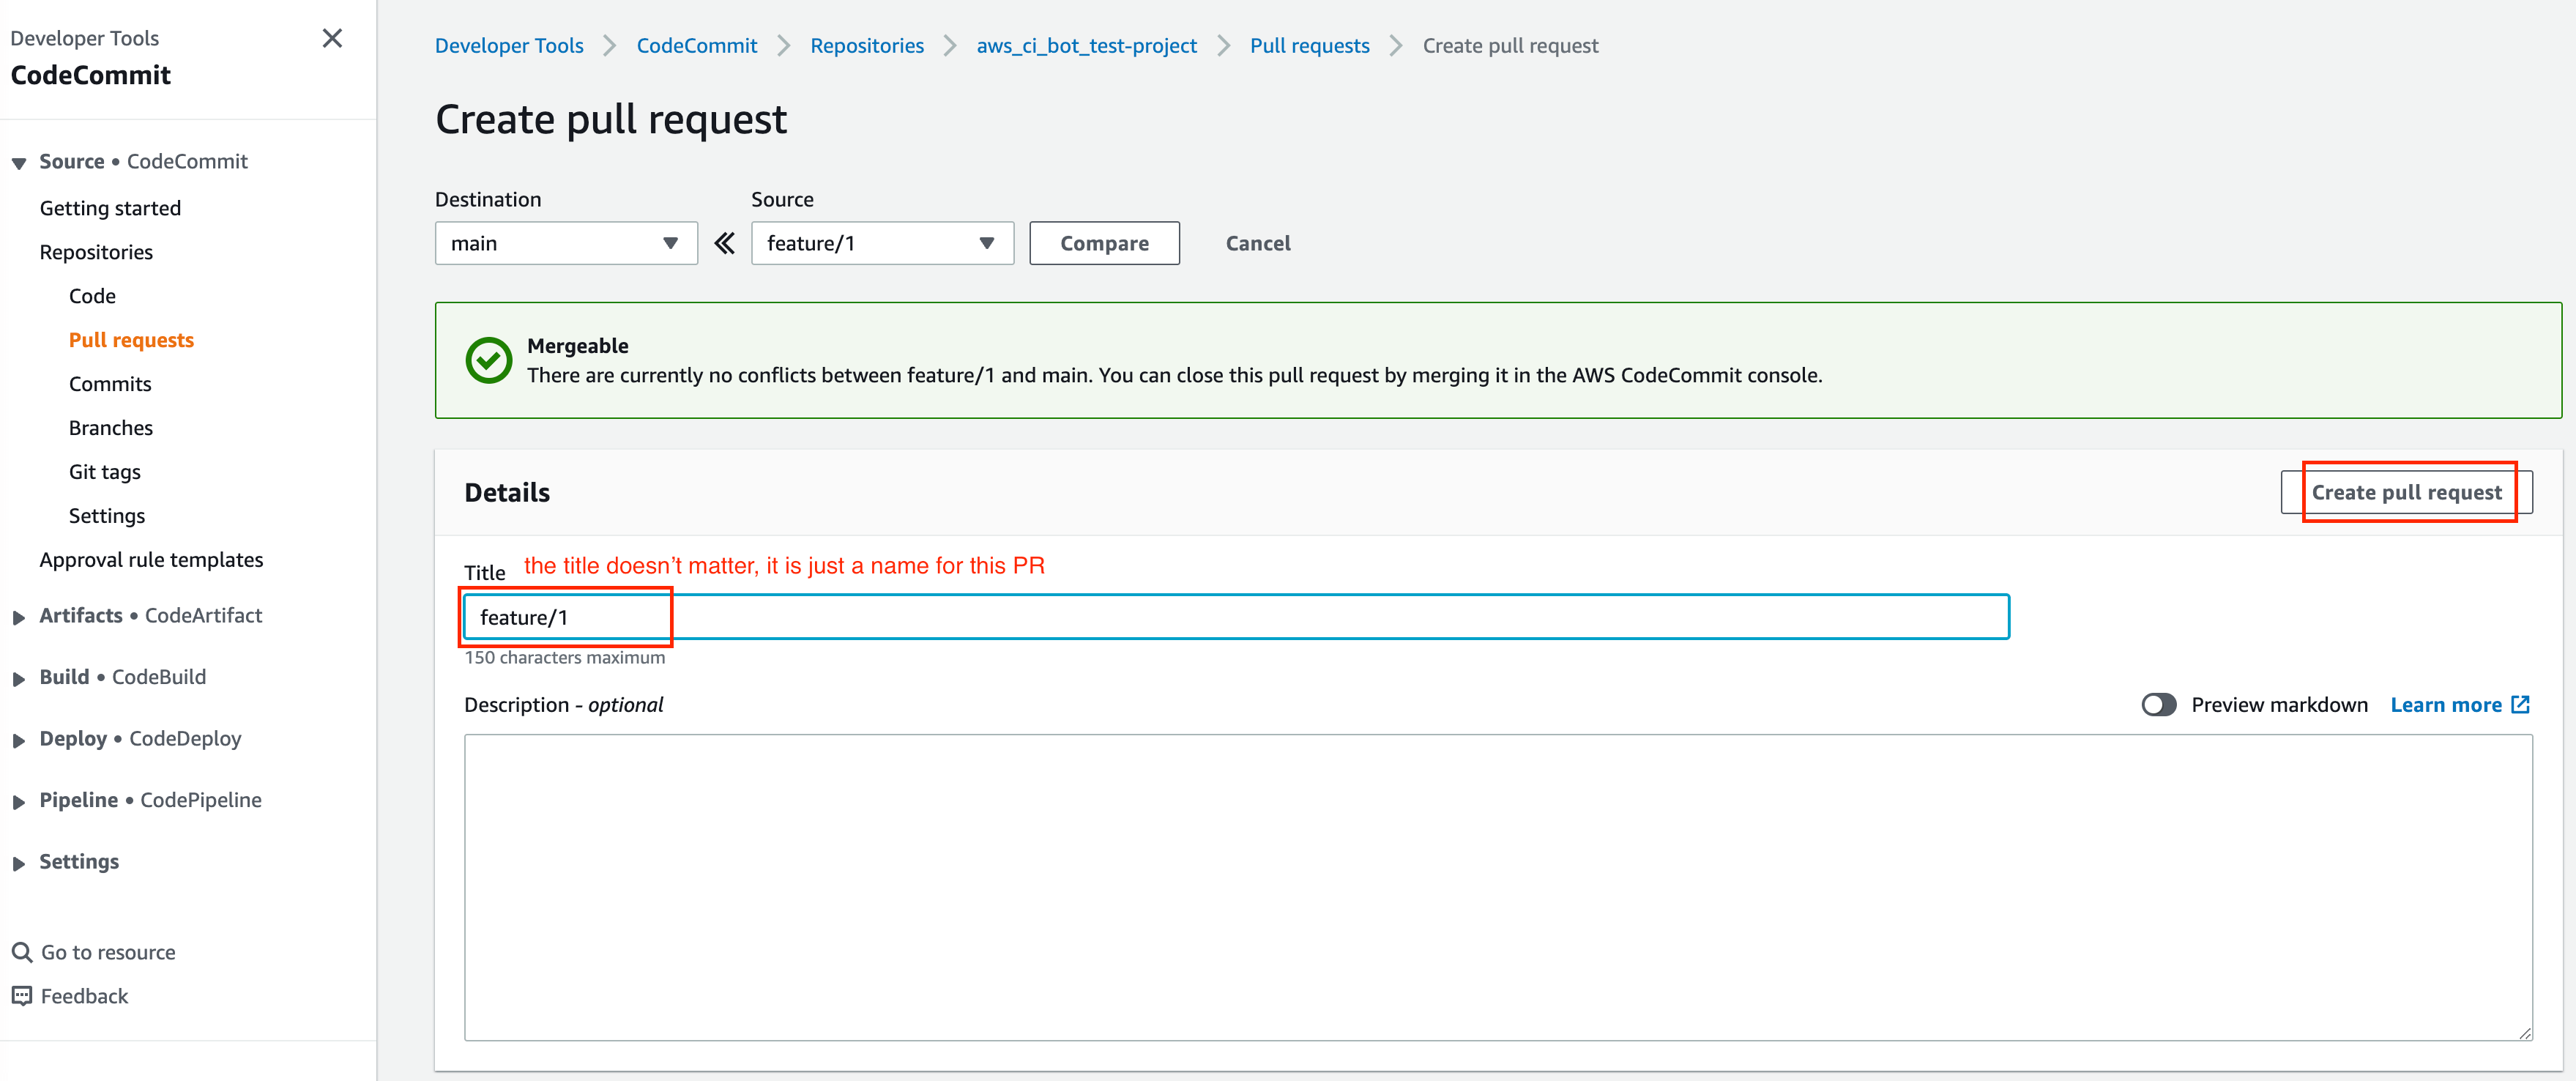 Developer Tools
CodeCommit
Source • CodeCommit
Getting started
Repositories
Code
Pull requests
Commits
Branches
Git tags
Settings
Approval rule templates
Artifacts • CodeArtifact
Build • CodeBuild
Deploy • CodeDeploy
Pipeline • CodePipeline
Settings
Go to resource
Feedback
Developer Tools > CodeCommit > Repositories > aws_ci_bot_test-project > Pull requests > Create pull request
Create pull request
Destination Source
main feature/1 Compare Cancel
Mergeable
There are currently no conflicts between feature/1 and main. You can close this pull request by merging it in the AWS CodeCommit console.
Details Create pull request
Title the title doesn't matter, it is just a name for this PR
feature/1
150 characters maximum
Description - optional Preview markdown Learn more